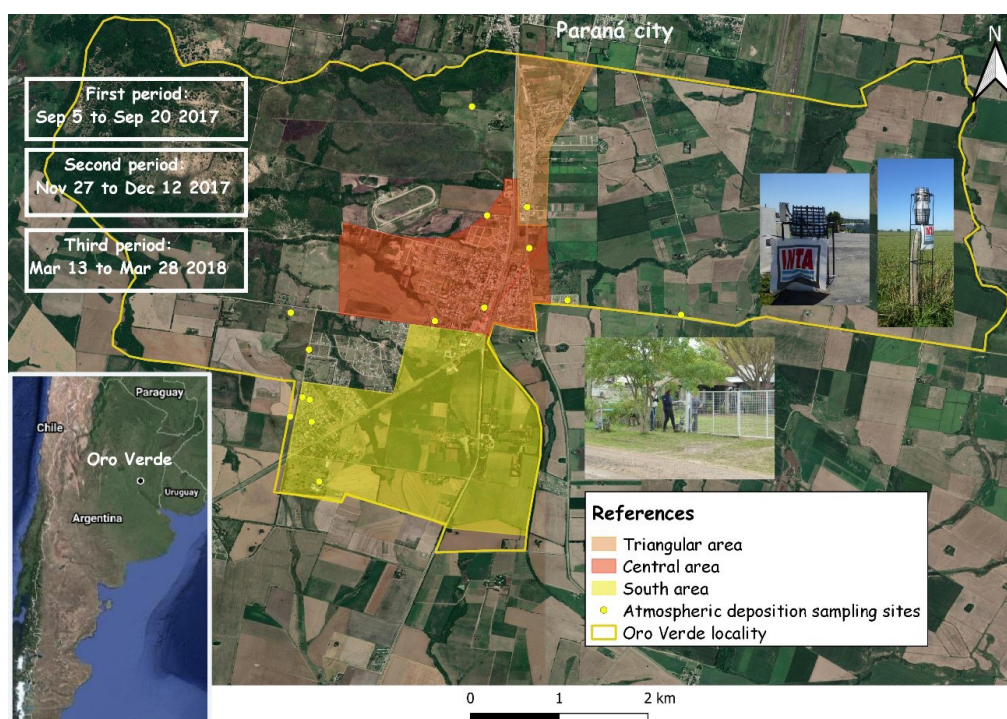 Paraná city
N
First period:
Sep 5 to Sep 20 2017
Second period:
Nov 27 to Dec 12 2017
Third period:
Mar 13 to Mar 28 2018
INTA
INTA
Paraguay
Chile
Oro Verde
Uruguay
Argentina
References
Triangular area
Central area
South area
Atmospheric deposition sampling sites
Oro Verde locality
0 1 2 km